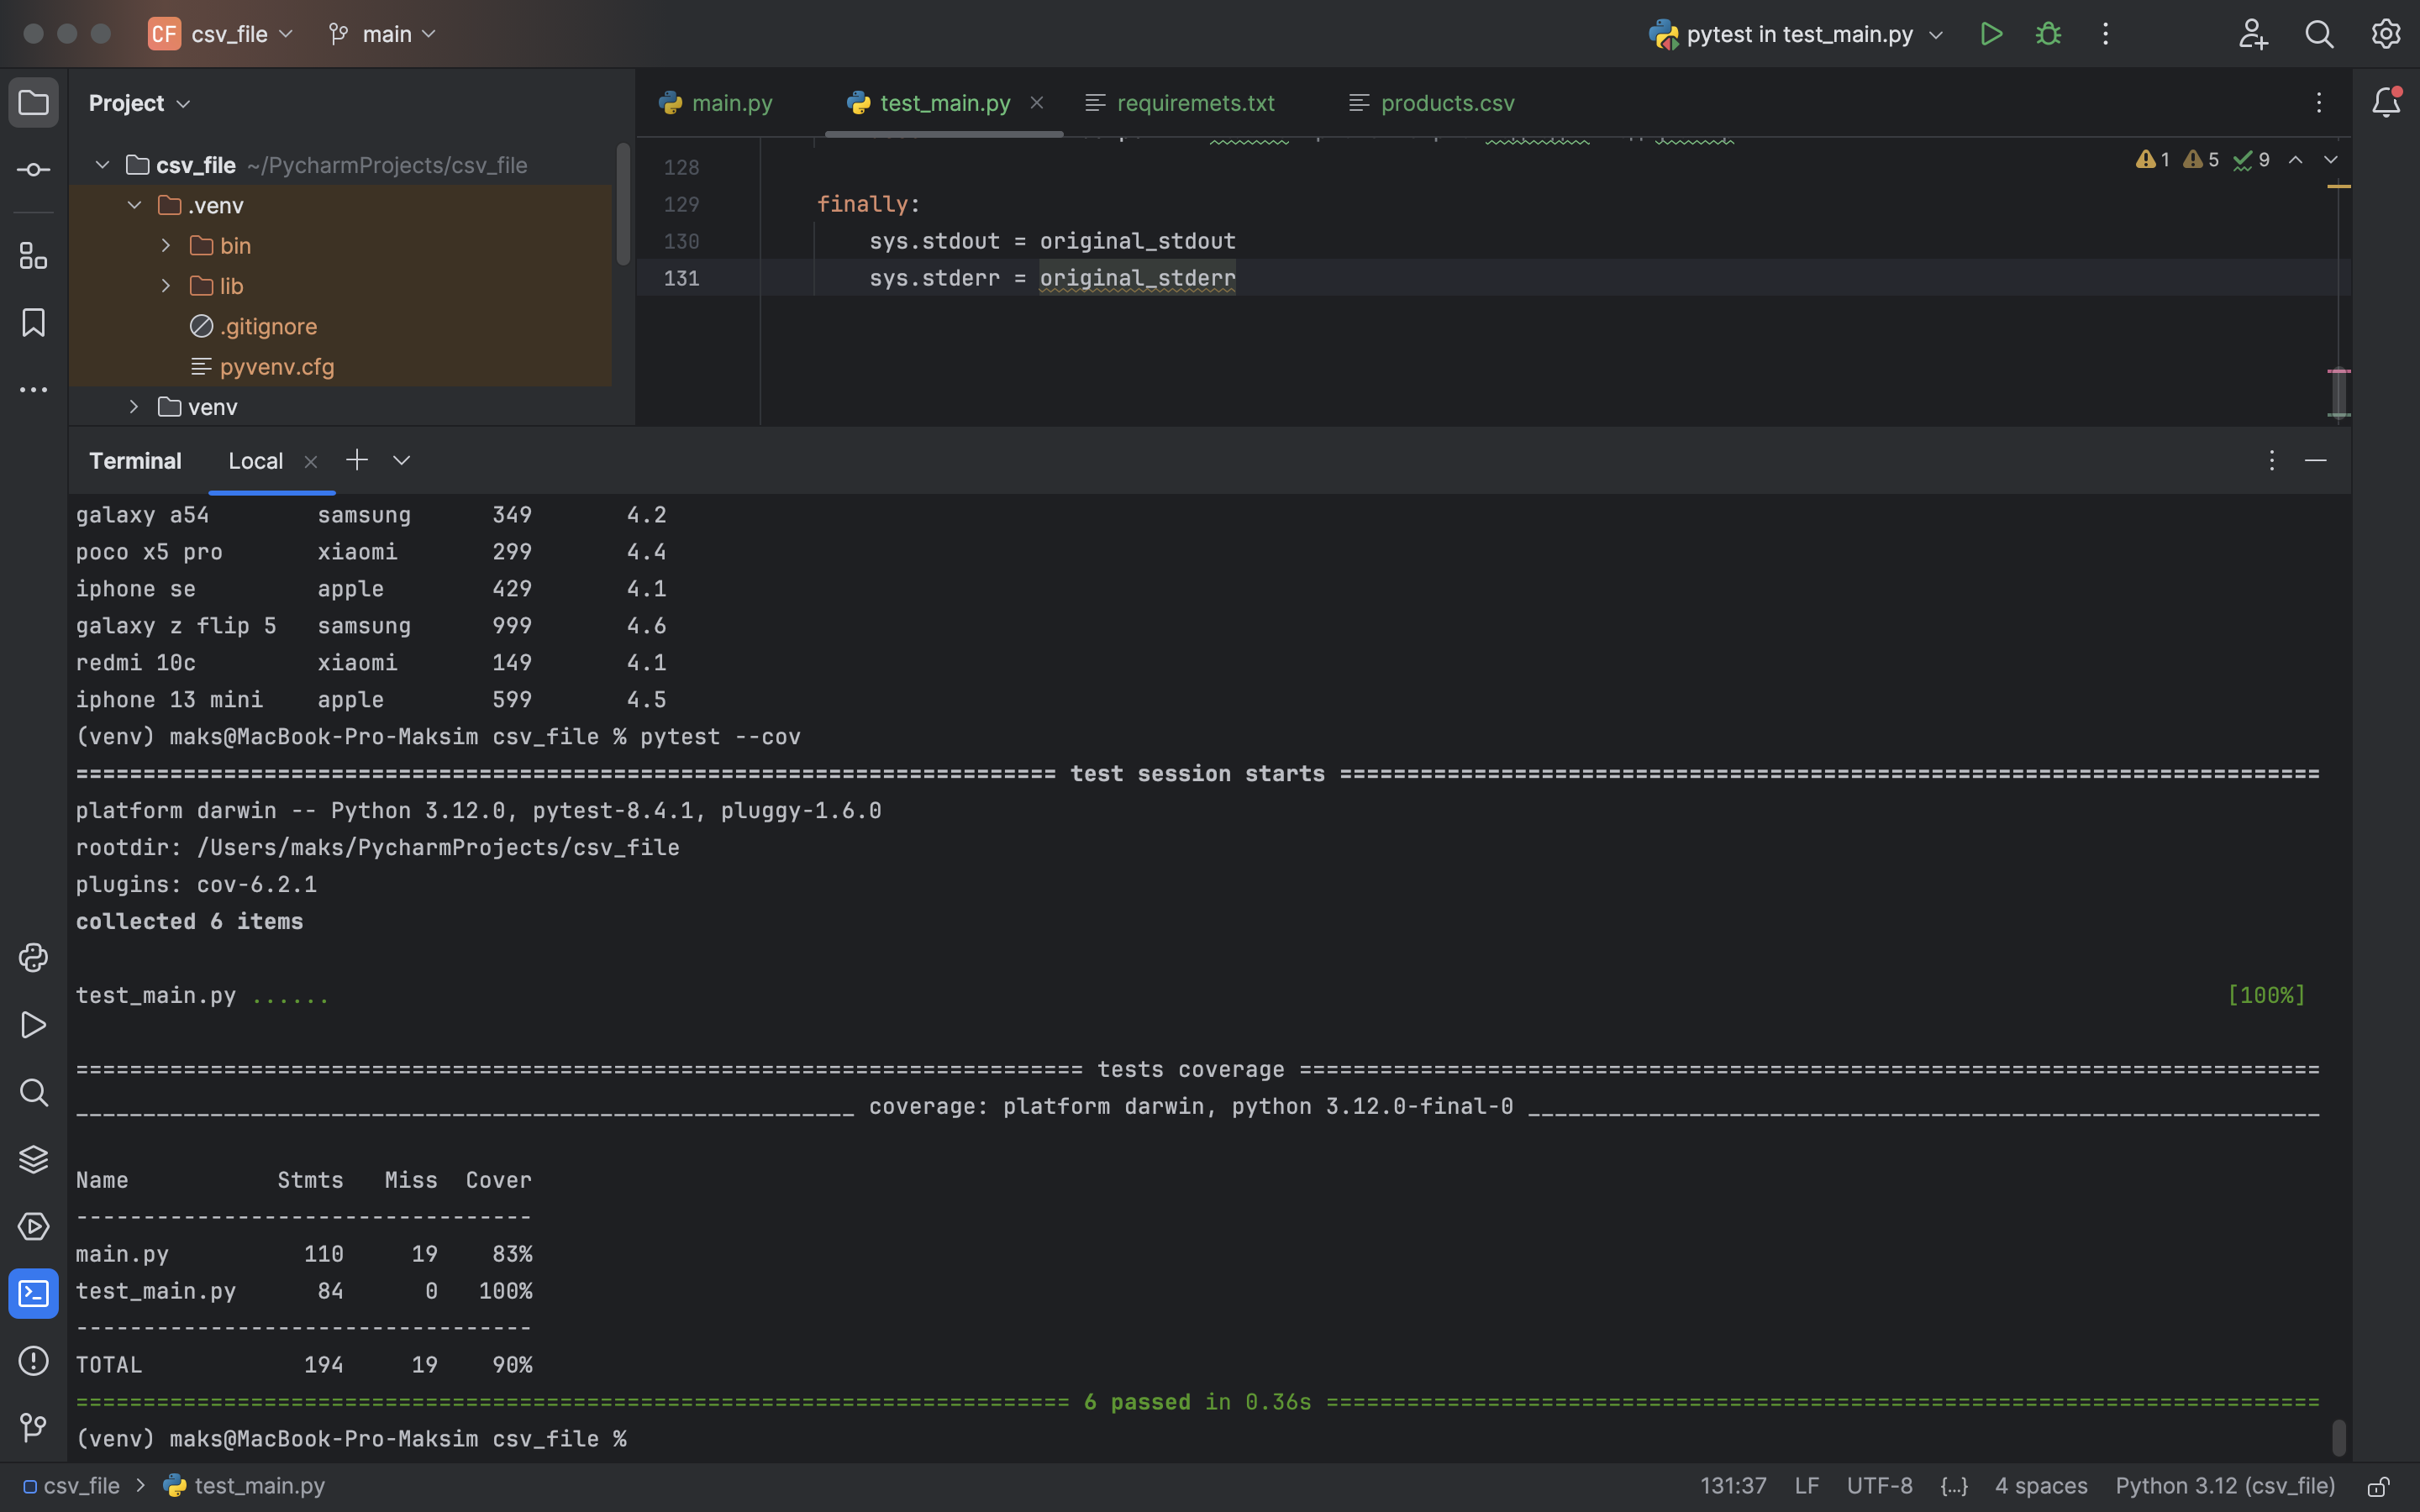 CF csv_file main pytest in test_main.py
Project
main.py test_main.py requiremets.txt products.csv
csv_file ~/PycharmProjects/csv_file
.venv
bin
lib
.gitignore
pyvenv.cfg
venv
1 5 9
128
129 finally:
130 sys.stdout = original_stdout
131 sys.stderr = original_stderr
Terminal Local
galaxy a54 samsung 349 4.2
poco x5 pro xiaomi 299 4.4
iphone se apple 429 4.1
galaxy z flip 5 samsung 999 4.6
redmi 10c xiaomi 149 4.1
iphone 13 mini apple 599 4.5
(venv) maks@MacBook-Pro-Maksim csv_file % pytest --cov
test session starts
platform darwin -- Python 3.12.0, pytest-8.4.1, pluggy-1.6.0
rootdir: /Users/maks/PycharmProjects/csv_file
plugins: cov-6.2.1
collected 6 items
test_main.py ...... [100%]
tests coverage
coverage: platform darwin, python 3.12.0-final-0
Name Stmts Miss Cover
main.py 110 19 83%
test_main.py 84 0 100%
TOTAL 194 19 90%
6 passed in 0.36s
(venv) maks@MacBook-Pro-Maksim csv_file %
csv_file > test_main.py 131:37 LF UTF-8 {...} 4 spaces Python 3.12 (csv_file)